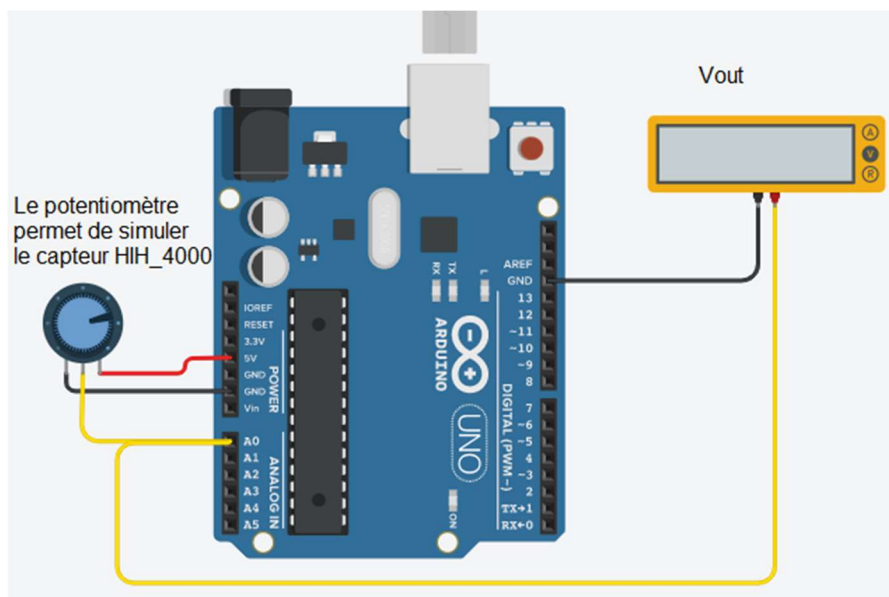 Vout
A
V
R
Le potentiomètre
permet de simuler
le capteur HIH_4000
IOREF
RESET
3.3V
5V
GND
GND
Vin
POWER
A0
A1
A2
A3
A4
A5
ANALOG IN
RX
TX
L
ARDUINO
UNO
ON
AREF
GND
13
12
~11
~10
~9
8
7
~6
~5
4
~3
2
TX→1
RX←0
DIGITAL (PWM~)